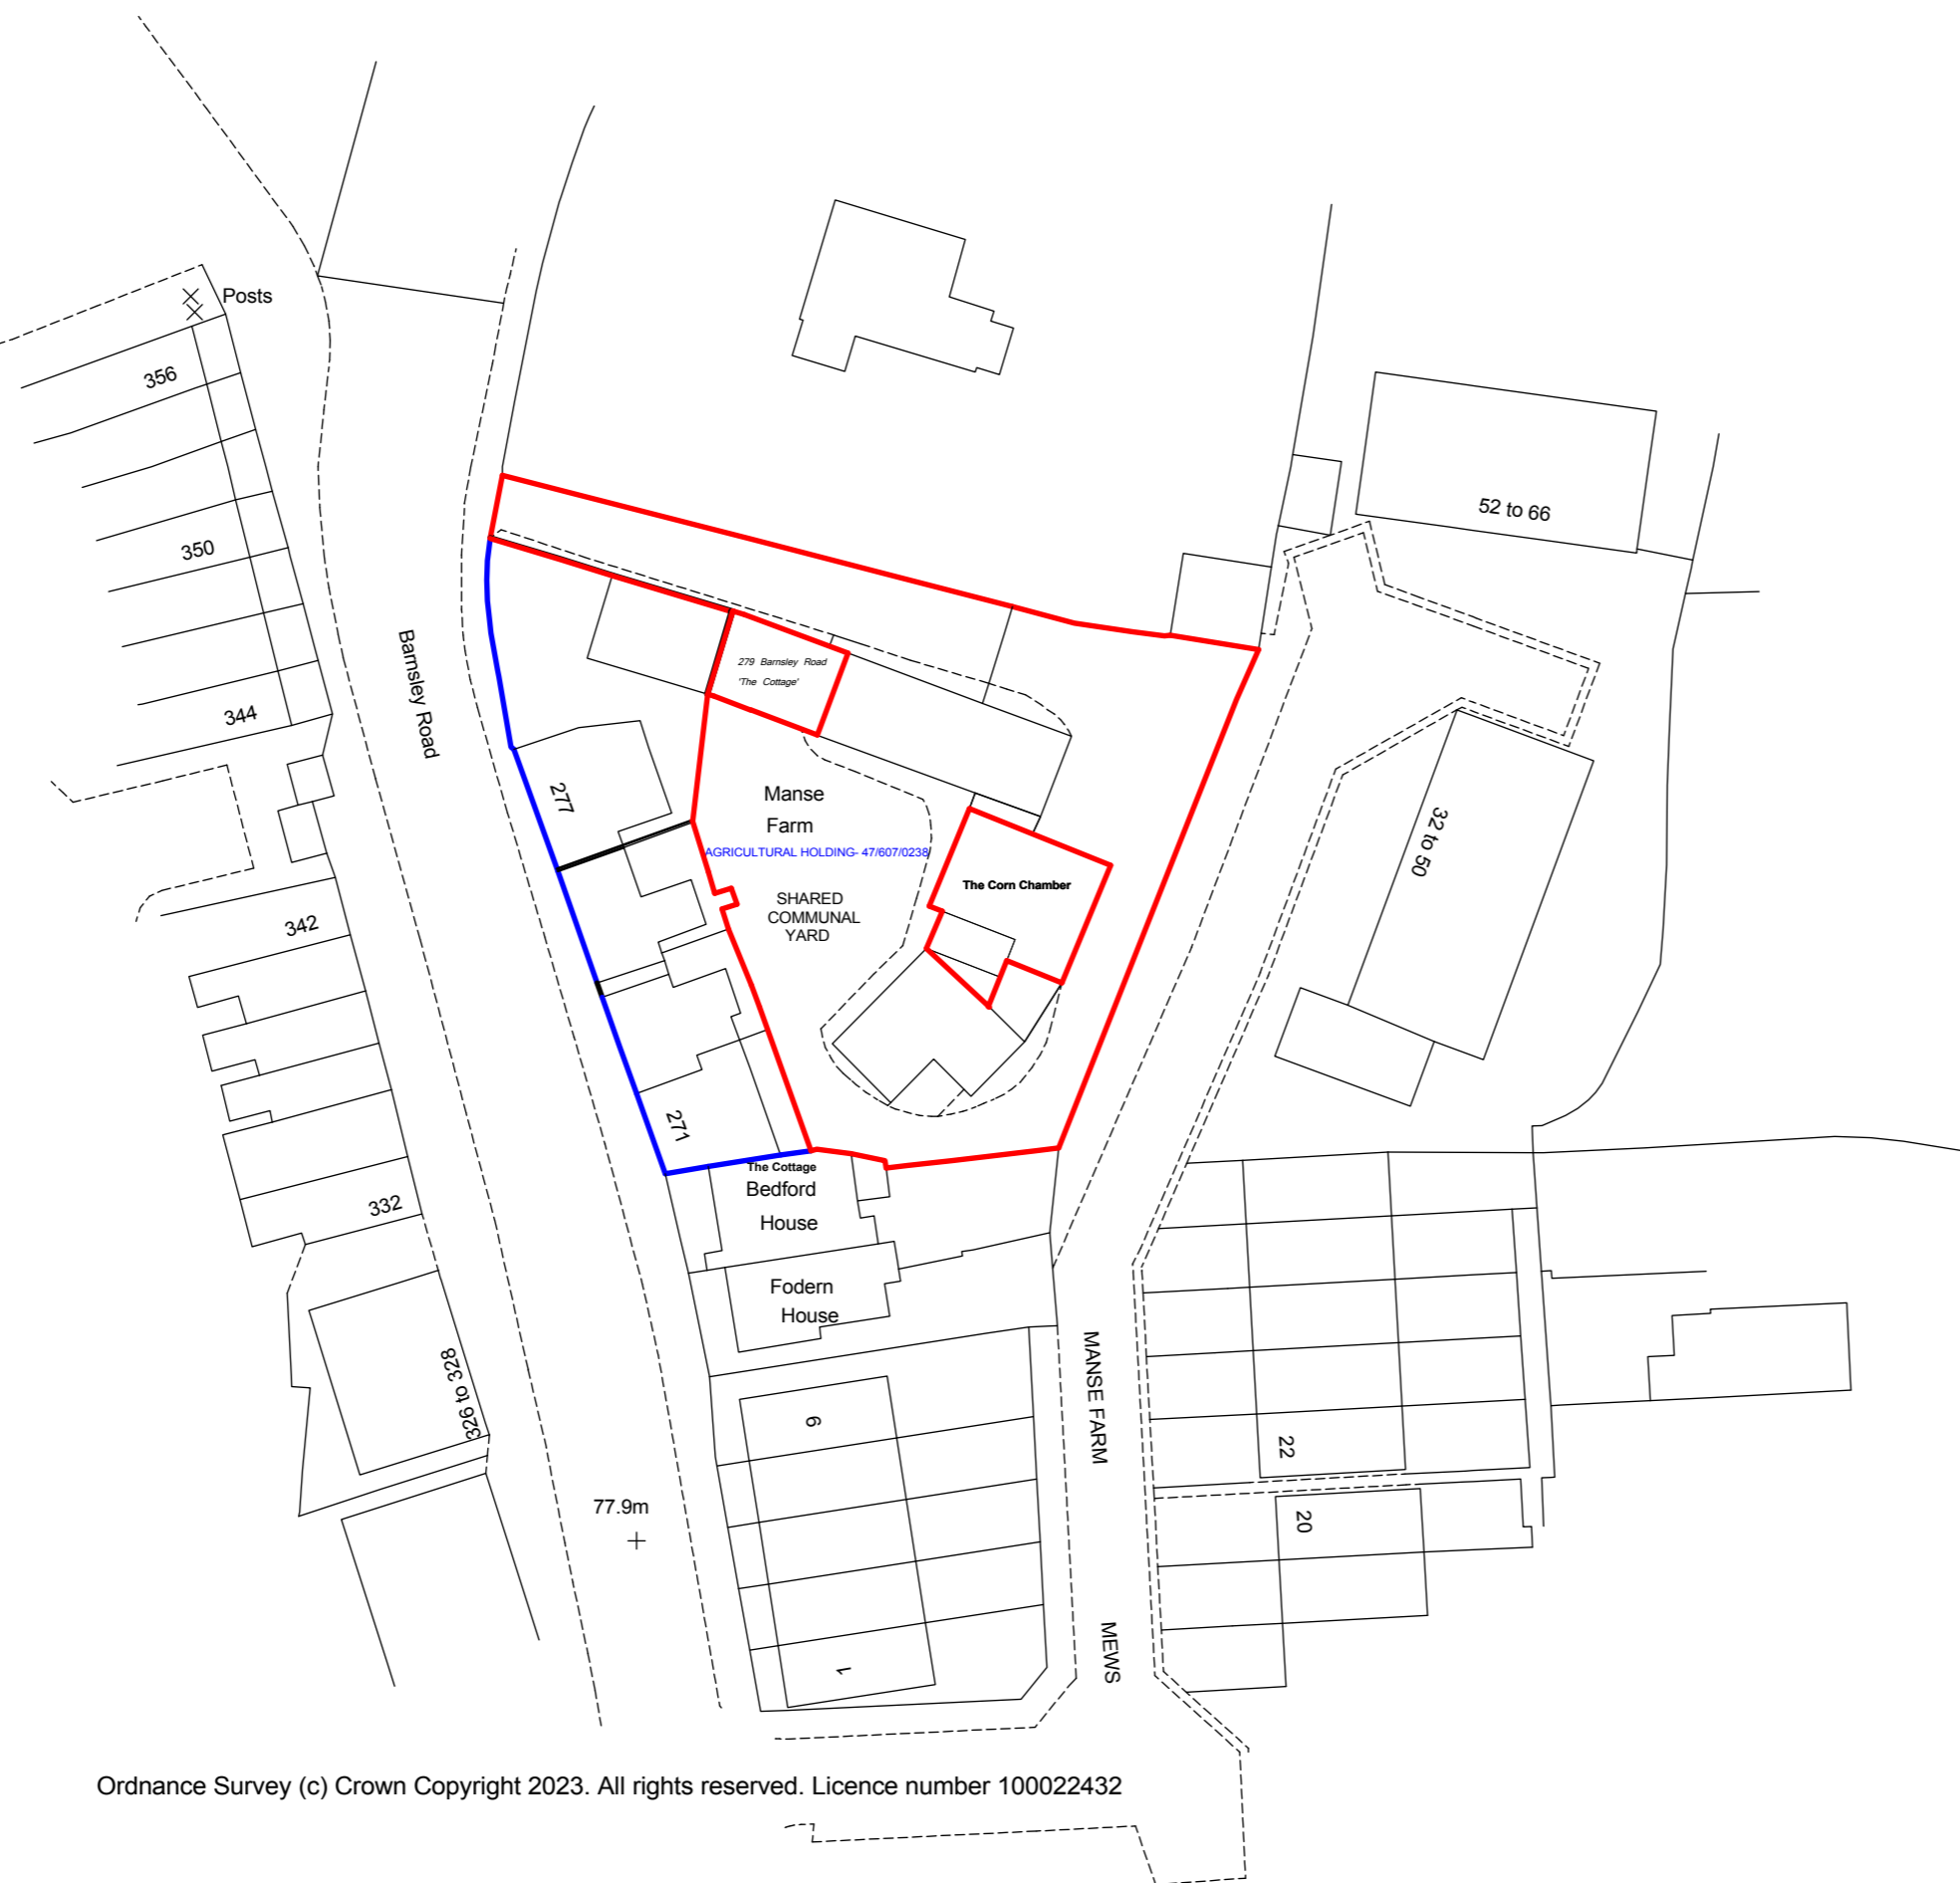 Posts
356
350
344
342
332
326 to 328
Barnsley Road
52 to 66
279 Barnsley Road
'The Cottage'
277
Manse
Farm
AGRICULTURAL HOLDING- 47/607/0238
SHARED
COMMUNAL
YARD
The Corn Chamber
32 to 50
271
The Cottage
Bedford
House
Fodern
House
9
1
MANSE FARM
MEWS
22
20
77.9m
Ordnance Survey (c) Crown Copyright 2023. All rights reserved. Licence number 100022432